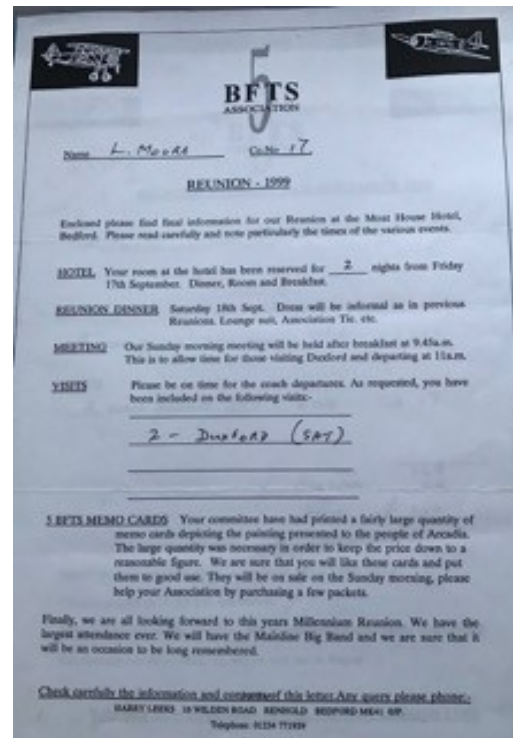 5
BFTS
ASSOCIATION
Name L. Moore Co.No 17
REUNION - 1999
Enclosed please find final information for our Reunion at the Moat House Hotel,
Bedford. Please read carefully and note particularly the times of the various events.
HOTEL Your room at the hotel has been reserved for 2 nights from Friday
17th September. Dinner, Room and Breakfast.
REUNION DINNER Saturday 18th Sept. Dress will be informal as in previous
Reunions. Lounge suit, Association Tie. etc.
MEETING Our Sunday morning meeting will be held after breakfast at 9.45a.m.
This is to allow time for those visiting Duxford and departing at 11a.m.
VISITS Please be on time for the coach departures. As requested, you have
been included on the following visits:-
2 - Duxford (SAT)
5 BFTS MEMO CARDS Your committee have had printed a fairly large quantity of
memo cards depicting the painting presented to the people of Arcadia.
The large quantity was necessary in order to keep the price down to a
reasonable figure. We are sure that you will like these cards and put
them to good use. They will be on sale on the Sunday morning, please
help your Association by purchasing a few packets.
Finally, we are all looking forward to this years Millennium Reunion. We have the
largest attendance ever. We will have the Mainline Big Band and we are sure that it
will be an occasion to be long remembered.
Check carefully the information and contents of this letter. Any query please phone:-
HARRY LEEKS 16 WILDEN ROAD RENHOLD BEDFORD MK41
Telephone: 01234 771939